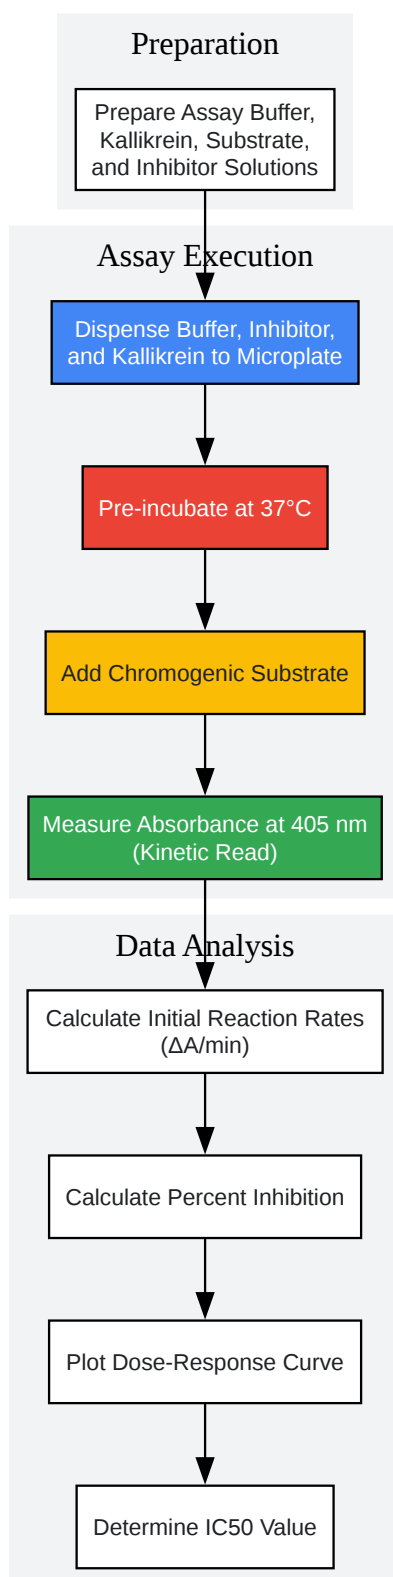 Preparation
Prepare Assay Buffer,
Kallikrein, Substrate,
and Inhibitor Solutions
Assay Execution
Dispense Buffer, Inhibitor,
and Kallikrein to Microplate
Pre-incubate at 37°C
Add Chromogenic Substrate
Measure Absorbance at 405 nm
(Kinetic Read)
Data Analysis
Calculate Initial Reaction Rates
(ΔA/min)
Calculate Percent Inhibition
Plot Dose-Response Curve
Determine IC50 Value